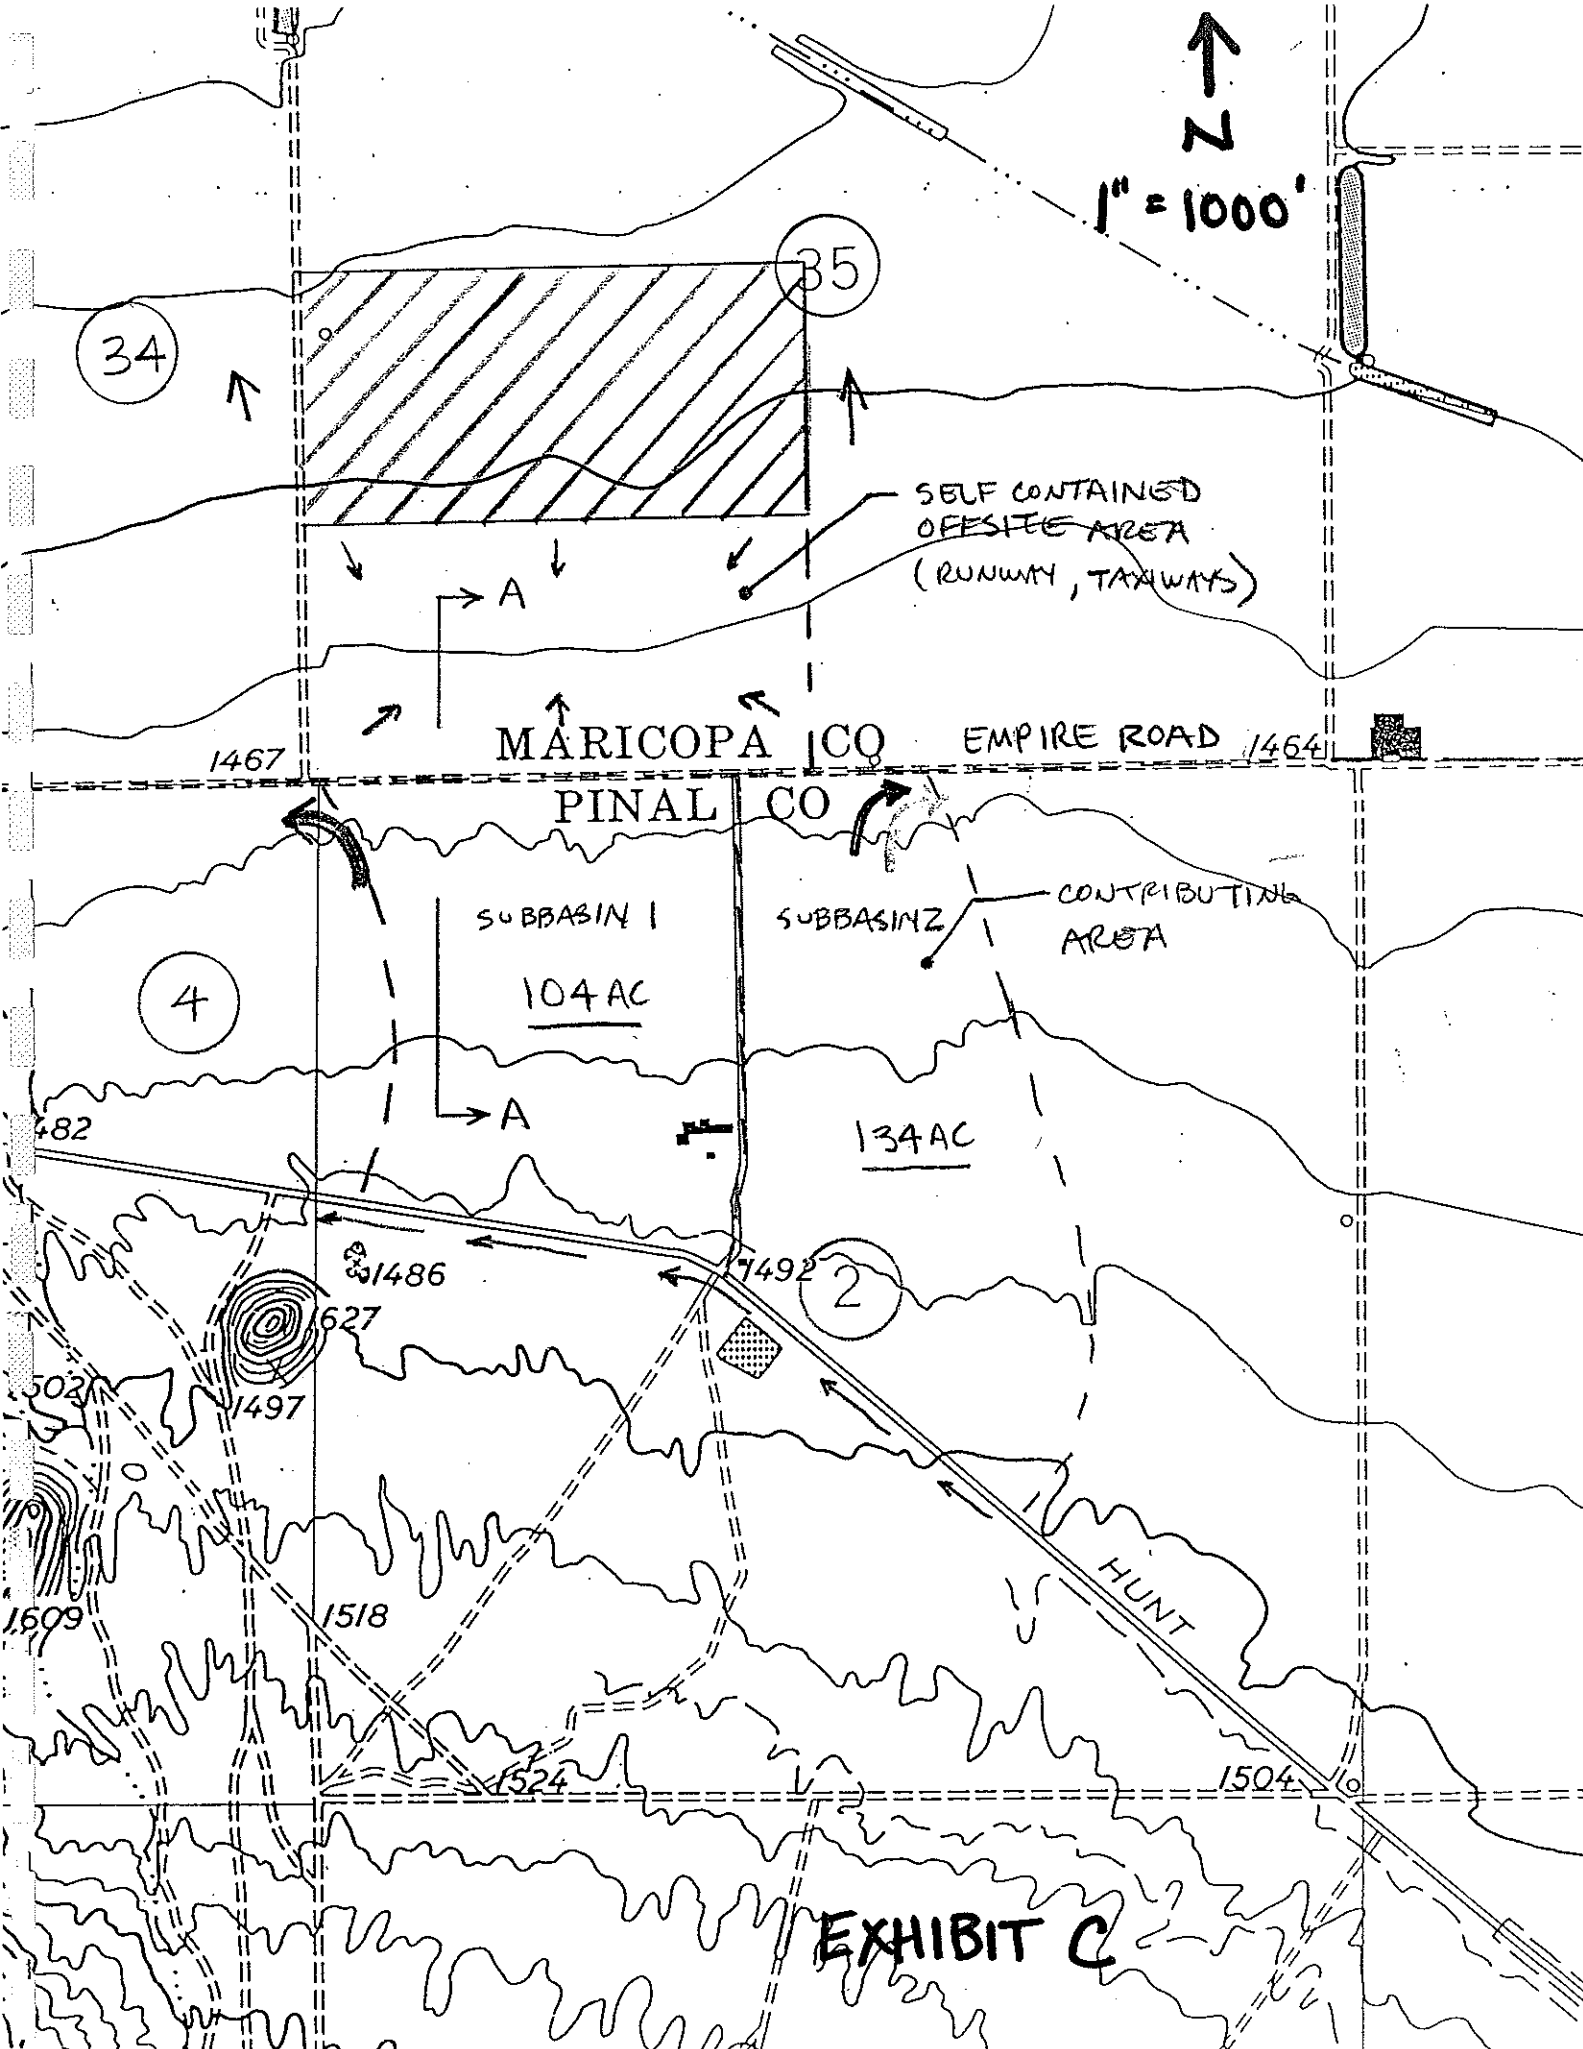 N
1" = 1000'
35
34
SELF CONTAINED
OFFSITE AREA
(RUNWAY, TAXIWAYS)
A
MARICOPA CO
EMPIRE ROAD
1464
1467
PINAL CO
SUBBASIN 1
SUBBASIN 2
CONTRIBUTING
AREA
104 AC
4
A
482
134 AC
1486
1492
2
1627
1502
1497
HUNT
1609
1518
1524
1504
EXHIBIT C